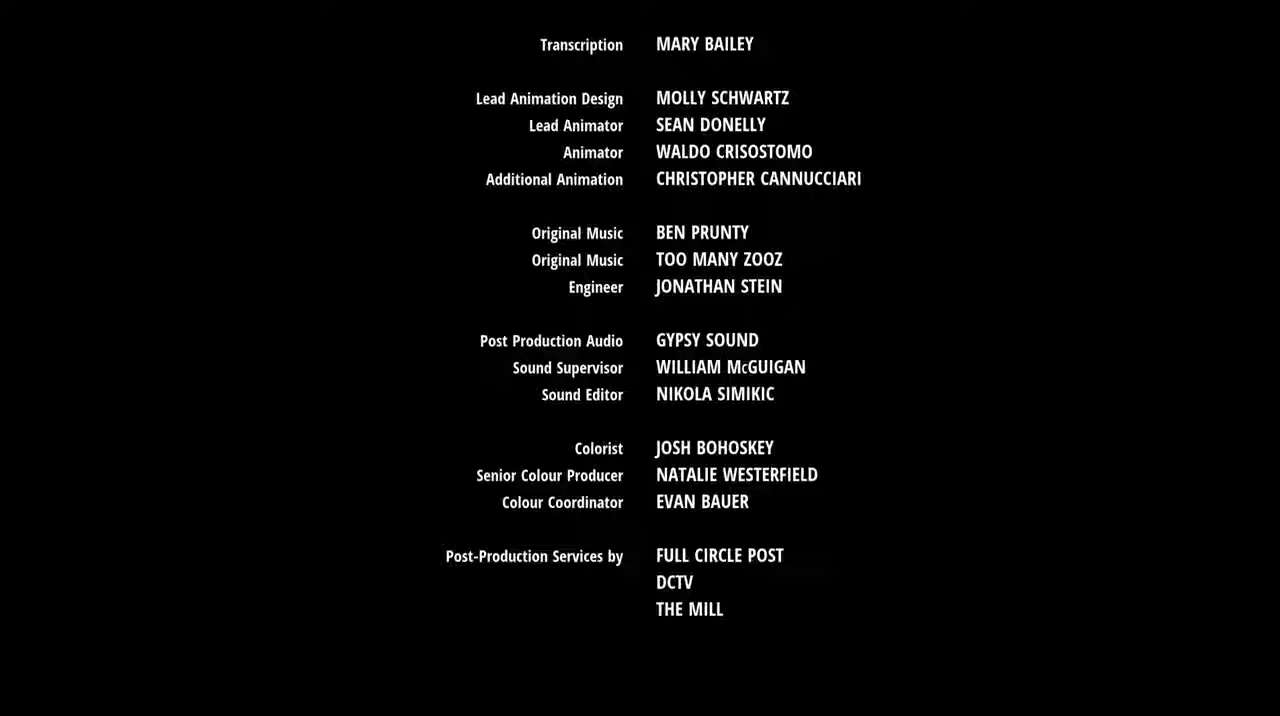 Transcription MARY BAILEY
Lead Animation Design MOLLY SCHWARTZ
Lead Animator SEAN DONELLY
Animator WALDO CRISOSTOMO
Additional Animation CHRISTOPHER CANNUCCIARI
Original Music BEN PRUNTY
Original Music TOO MANY ZOOZ
Engineer JONATHAN STEIN
Post Production Audio GYPSY SOUND
Sound Supervisor WILLIAM McGUIGAN
Sound Editor NIKOLA SIMIKIC
Colorist JOSH BOHOSKEY
Senior Colour Producer NATALIE WESTERFIELD
Colour Coordinator EVAN BAUER
Post-Production Services by FULL CIRCLE POST
DCTV
THE MILL